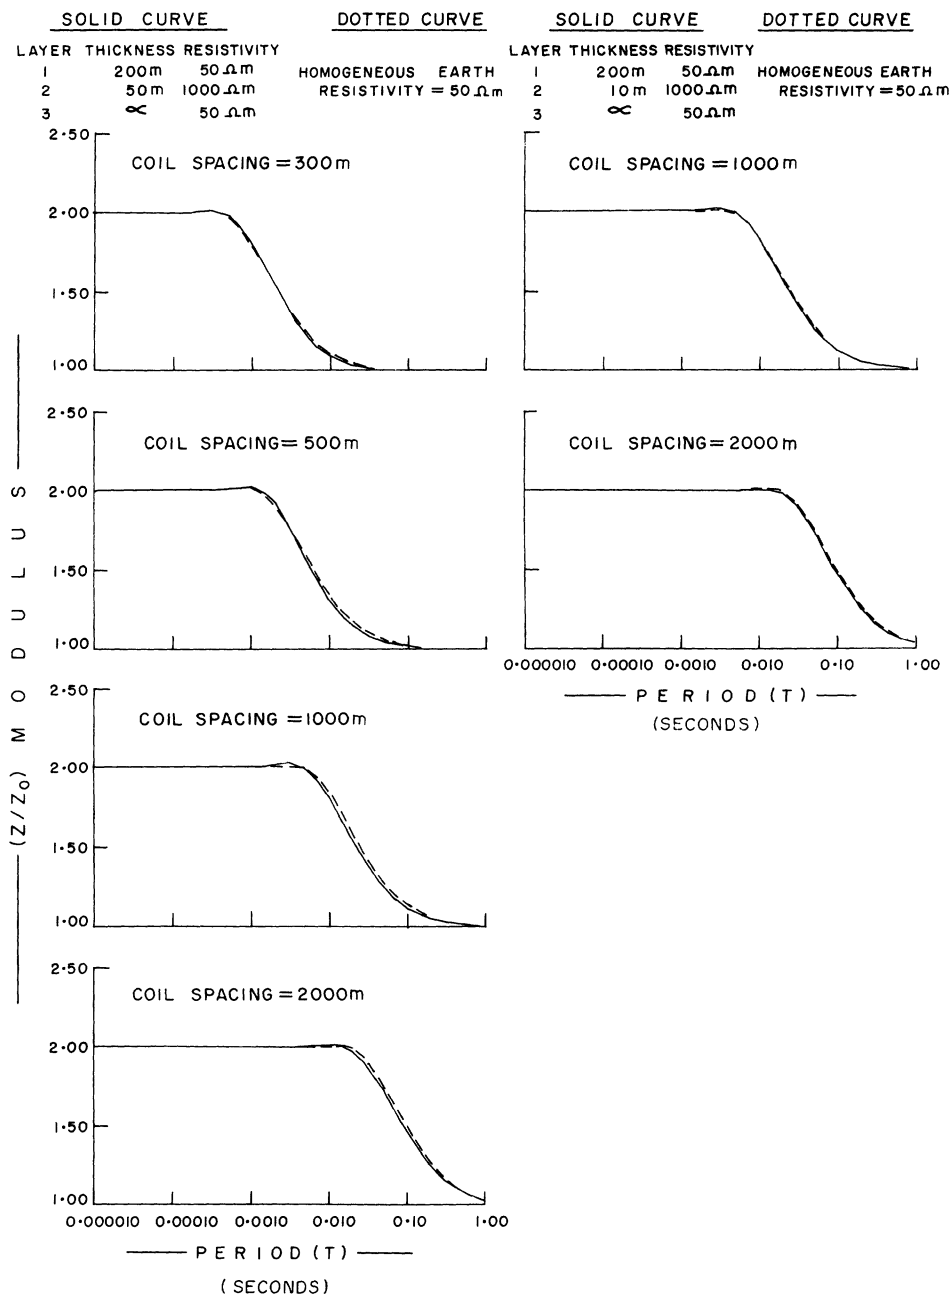 SOLID CURVE
DOTTED CURVE
LAYER THICKNESS RESISTIVITY
1 200m 50Ωm
2 50m 1000Ωm
3 ∝ 50Ωm
HOMOGENEOUS EARTH
RESISTIVITY = 50Ωm
SOLID CURVE
DOTTED CURVE
LAYER THICKNESS RESISTIVITY
1 200m 50Ωm
2 10m 1000Ωm
3 ∝ 50Ωm
HOMOGENEOUS EARTH
RESISTIVITY = 50Ωm
(Z/Z₀) MODULUS
2·50
COIL SPACING = 300m
2·00
1·50
1·00
COIL SPACING = 1000m
2·50
COIL SPACING = 500m
2·00
1·50
1·00
COIL SPACING = 2000m
0·000010 0·00010 0·0010 0·010 0·10 1·00
PERIOD (T)
(SECONDS)
2·50
COIL SPACING = 1000m
2·00
1·50
1·00
2·50
COIL SPACING = 2000m
2·00
1·50
1·00
0·000010 0·00010 0·0010 0·010 0·10 1·00
PERIOD (T)
(SECONDS)